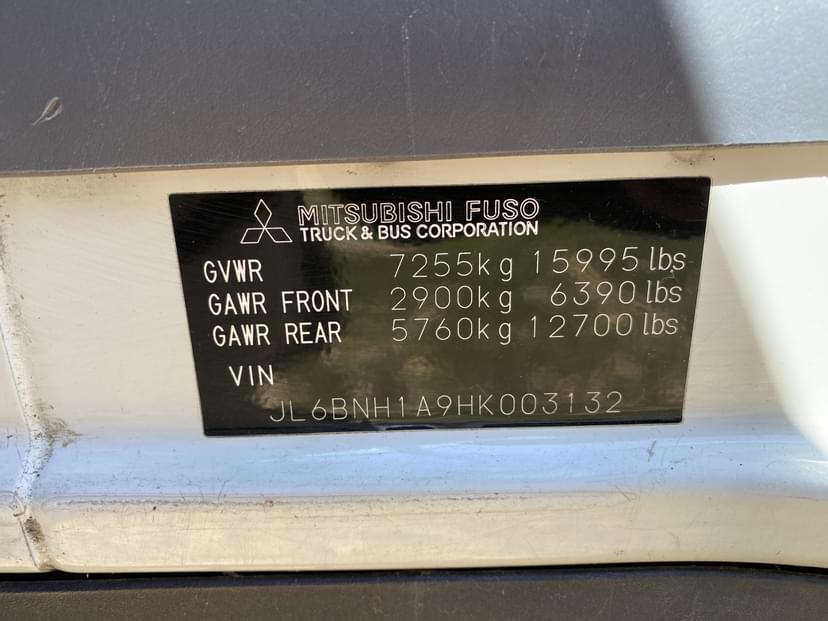 MITSUBISHI FUSO
TRUCK & BUS CORPORATION
GVWR 7255kg 15995 lbs
GAWR FRONT 2900kg 6390 lbs
GAWR REAR 5760kg 12700 lbs
VIN
JL6BNH1A9HK003132